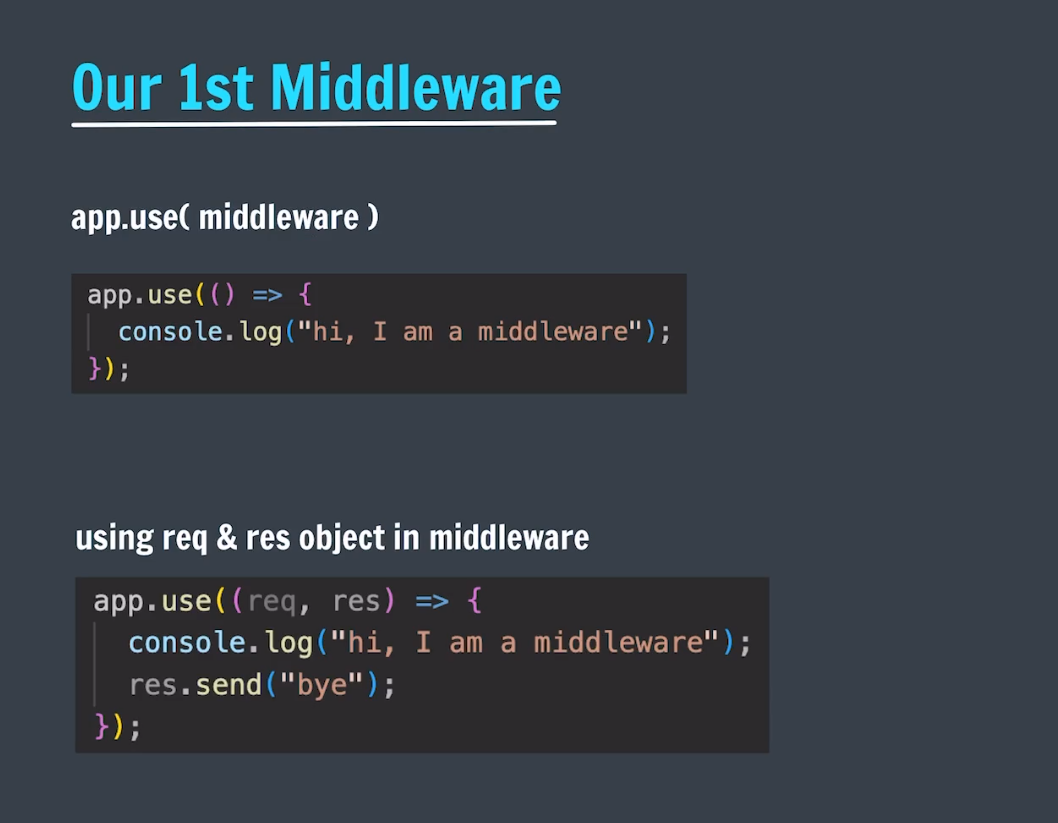 Our 1st Middleware
app.use( middleware )
app.use(() => {
  console.log("hi, I am a middleware");
});
using req & res object in middleware
app.use((req, res) => {
  console.log("hi, I am a middleware");
  res.send("bye");
});